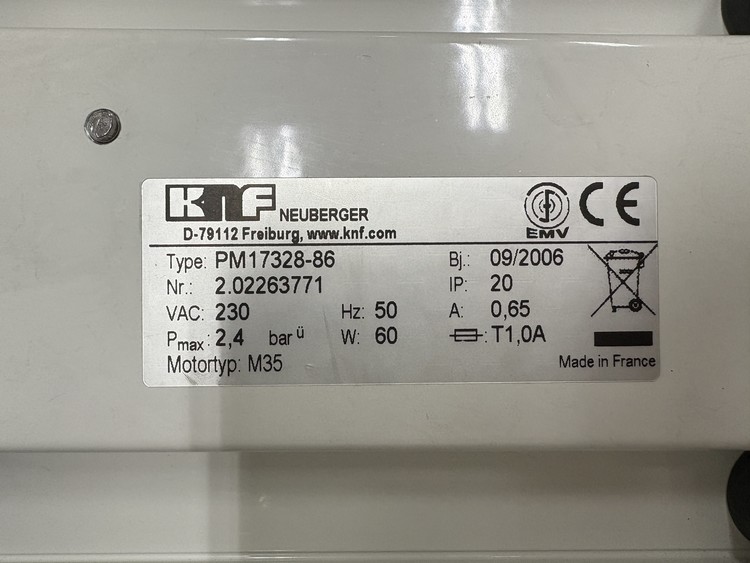 KNF NEUBERGER
D-79112 Freiburg, www.knf.com
EMV
CE
Type: PM17328-86 Bj.: 09/2006
Nr.: 2.02263771 IP: 20
VAC: 230 Hz: 50 A: 0,65
Pmax: 2,4 bar ü W: 60 T1,0A
Motortyp: M35 Made in France